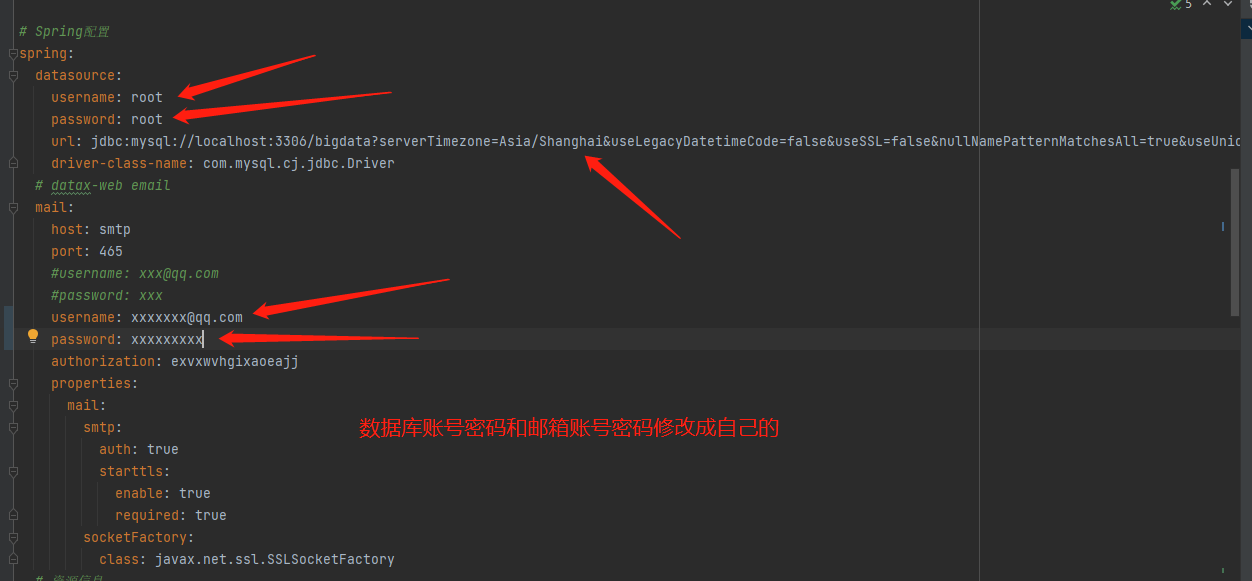 5
# Spring配置
spring:
datasource:
username: root
password: root
url: jdbc:mysql://localhost:3306/bigdata?serverTimezone=Asia/Shanghai&useLegacyDatetimeCode=false&useSSL=false&nullNamePatternMatchesAll=true&useUnic
driver-class-name: com.mysql.cj.jdbc.Driver
# datax-web email
mail:
host: smtp
port: 465
#username: xxx@qq.com
#password: xxx
username: xxxxxxx@qq.com
password: xxxxxxxxx
authorization: exvxwvhgixaoeajj
properties:
mail:
数据库账号密码和邮箱账号密码修改成自己的
smtp:
auth: true
starttls:
enable: true
required: true
socketFactory:
class: javax.net.ssl.SSLSocketFactory
# 资源信息